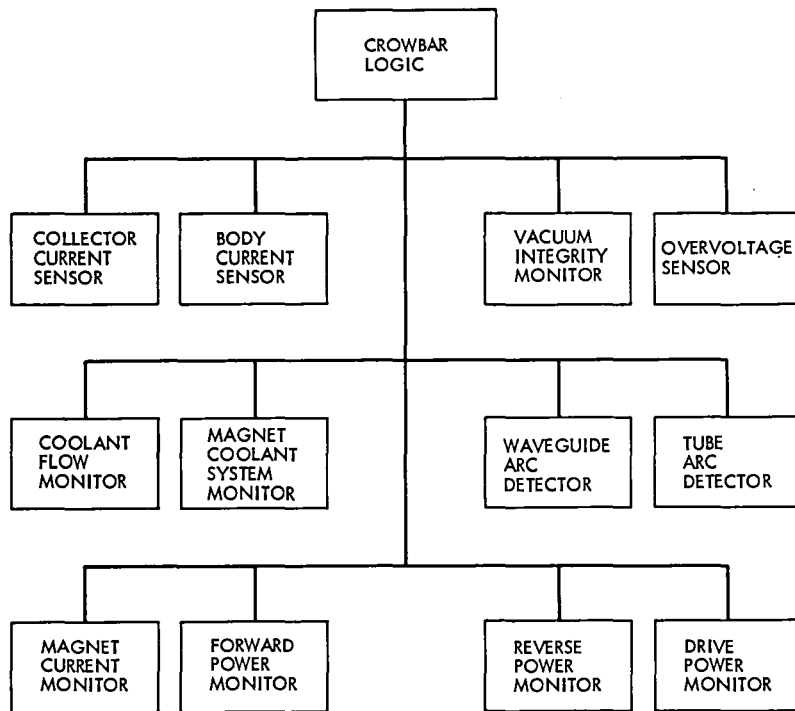 CROWBAR
LOGIC
COLLECTOR
CURRENT
SENSOR
BODY
CURRENT
SENSOR
VACUUM
INTEGRITY
MONITOR
OVERVOLTAGE
SENSOR
COOLANT
FLOW
MONITOR
MAGNET
COOLANT
SYSTEM
MONITOR
WAVEGUIDE
ARC
DETECTOR
TUBE
ARC
DETECTOR
MAGNET
CURRENT
MONITOR
FORWARD
POWER
MONITOR
REVERSE
POWER
MONITOR
DRIVE
POWER
MONITOR